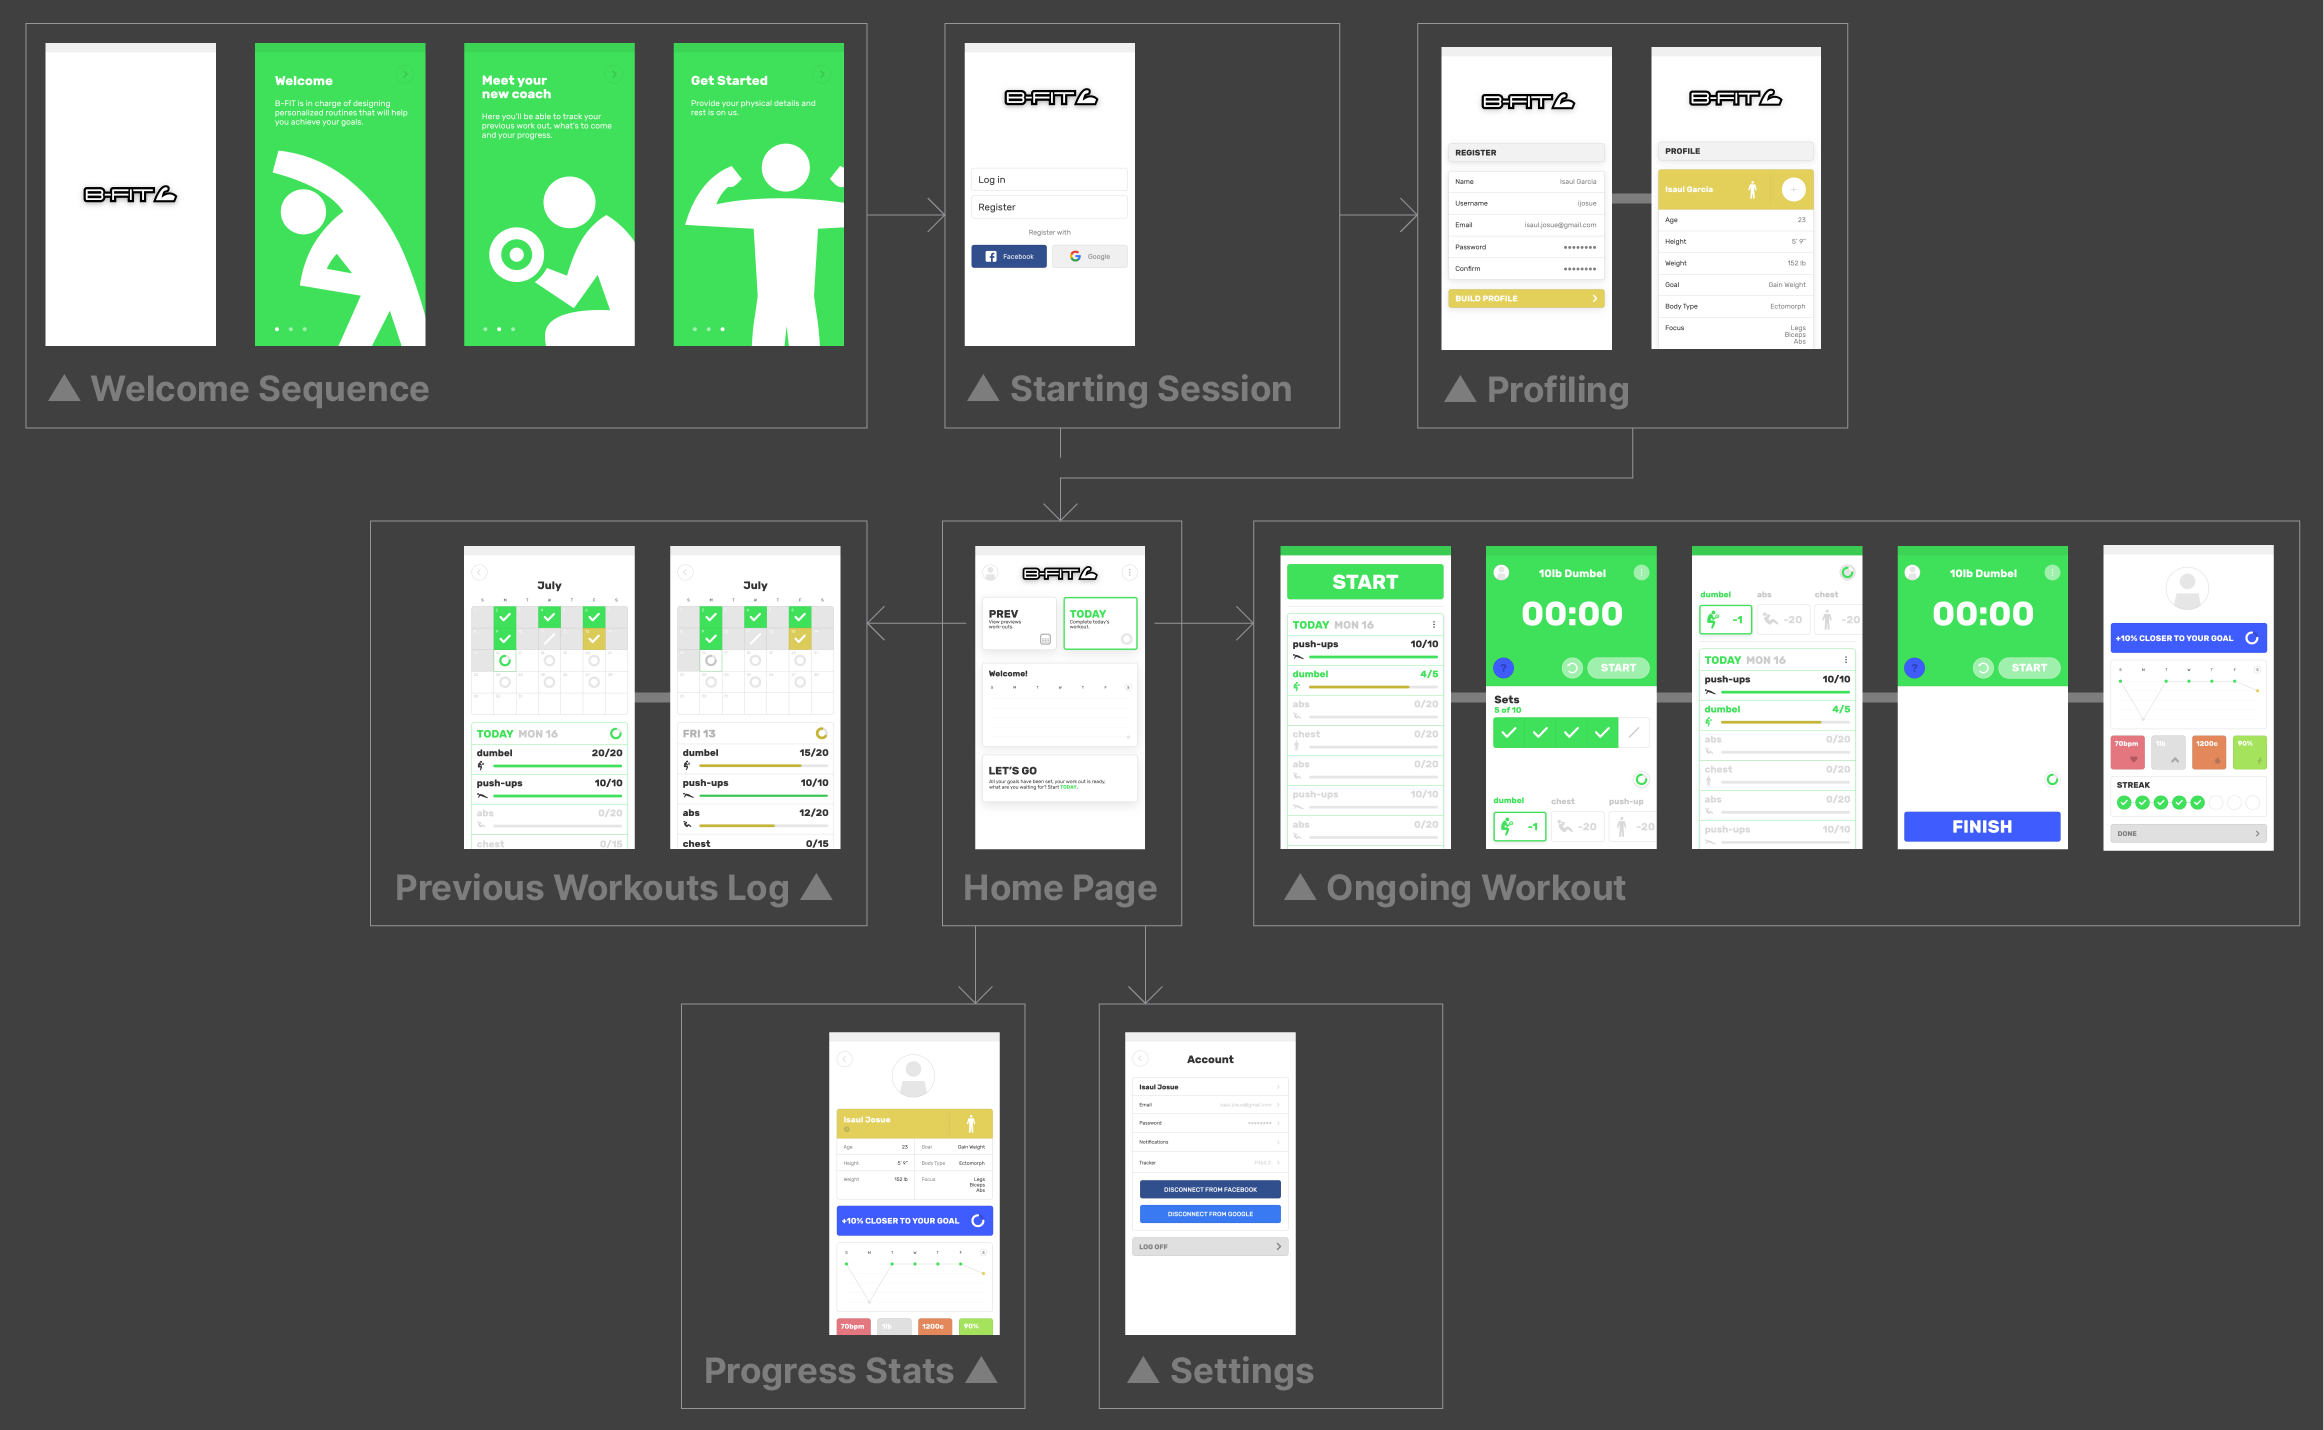 B-FIT
Welcome
B-FIT is in charge of designing
personalized routines that will help
you achieve your goals.
Meet your
new coach
Here you'll be able to track your
previous work out, what's to come
and your progress.
Get Started
Provide your physical details and
rest is on us.
Welcome Sequence
B-FIT
Log in
Register
Register with
Facebook
Google
Starting Session
B-FIT
REGISTER
Name Isaul Garcia
Username ijosue
Email isaul.josue@gmail.com
Password
Confirm
BUILD PROFILE
B-FIT
PROFILE
Isaul Garcia
Age 23
Height 5' 9"
Weight 152 lb
Goal Gain Weight
Body Type Ectomorph
Focus Legs
Biceps
Abs
Profiling
July
S M T W T F S
TODAY MON 16
dumbel 20/20
push-ups 10/10
abs 0/20
chest 0/15
July
S M T W T F S
FRI 13
dumbel 15/20
push-ups 10/10
abs 12/20
chest 0/15
Previous Workouts Log
B-FIT
PREV
View previews
work-outs.
TODAY
Complete today's
workout.
Welcome!
S M T W T F S
LET'S GO
All your goals have been set, your work out is ready,
what are you waiting for? Start TODAY.
Home Page
START
TODAY MON 16
push-ups 10/10
dumbel 4/5
abs 0/20
chest 0/20
abs 0/20
push-ups 10/10
abs 0/20
10lb Dumbel
00:00
?
START
Sets
5 of 10
dumbel chest push-up
-1 -20 -20
dumbel abs chest
-1 -20 -20
TODAY MON 16
push-ups 10/10
dumbel 4/5
abs 0/20
chest 0/20
abs 0/20
push-ups 10/10
10lb Dumbel
00:00
?
START
FINISH
+10% CLOSER TO YOUR GOAL
S M T W T F S
70bpm 1lb 1200c 90%
STREAK
DONE
Ongoing Workout
Isaul Josue
Age 23 Goal Gain Weight
Height 5' 9" Body Type Ectomorph
Weight 152 lb Focus Legs
Biceps
Abs
+10% CLOSER TO YOUR GOAL
S M T W T F S
70bpm 1lb 1200c 90%
Progress Stats
Account
Isaul Josue
Email isaul.josue@gmail.com
Password
Notifications
Tracker
DISCONNECT FROM FACEBOOK
DISCONNECT FROM GOOGLE
LOG OFF
Settings